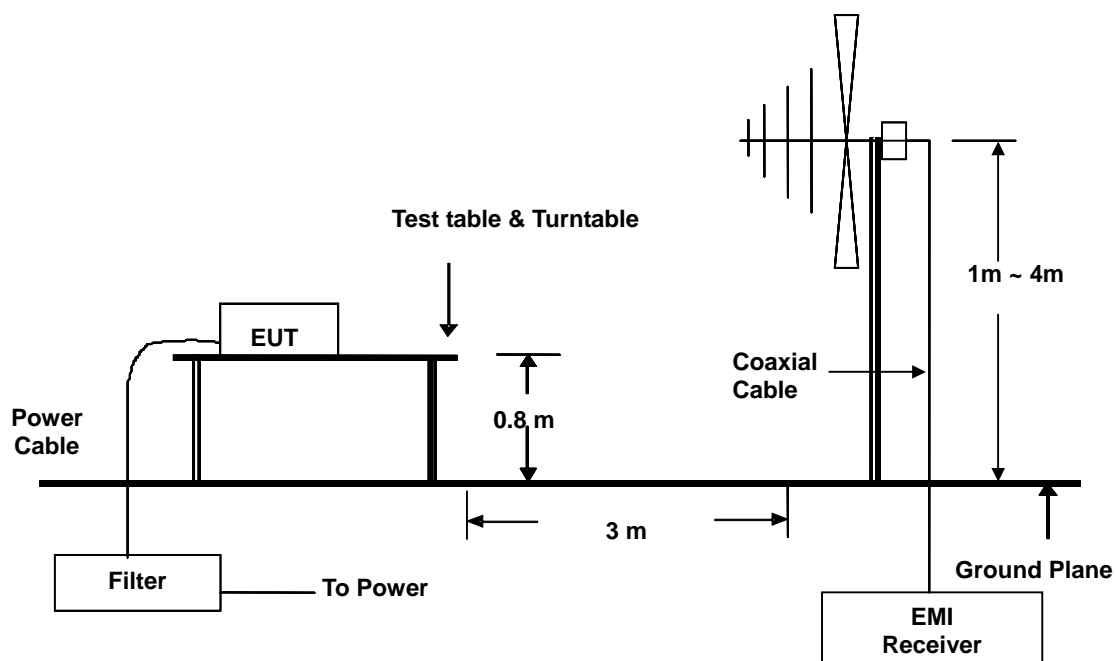 Test table & Turntable
1m ~ 4m
EUT
Coaxial
Cable
0.8 m
Power
Cable
3 m
Filter
To Power
Ground Plane
EMI
Receiver